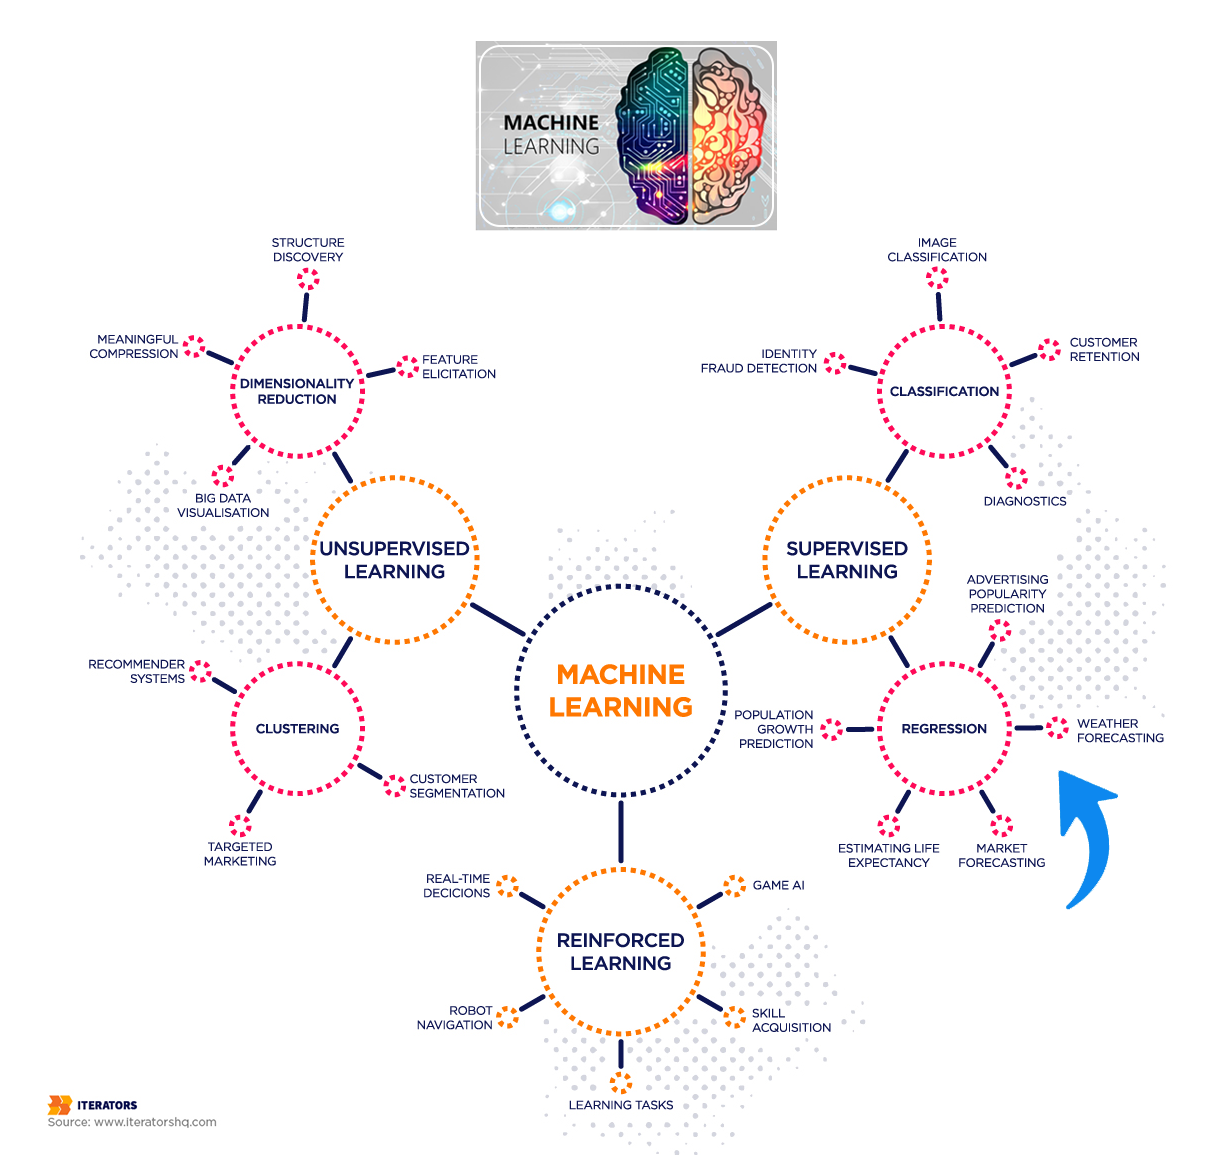 MACHINE
LEARNING
STRUCTURE
DISCOVERY
MEANINGFUL
COMPRESSION
FEATURE
ELICITATION
DIMENSIONALITY
REDUCTION
BIG DATA
VISUALISATION
IMAGE
CLASSIFICATION
IDENTITY
FRAUD DETECTION
CUSTOMER
RETENTION
CLASSIFICATION
DIAGNOSTICS
UNSUPERVISED
LEARNING
SUPERVISED
LEARNING
MACHINE
LEARNING
RECOMMENDER
SYSTEMS
CLUSTERING
CUSTOMER
SEGMENTATION
TARGETED
MARKETING
ADVERTISING
POPULARITY
PREDICTION
POPULATION
GROWTH
PREDICTION
REGRESSION
WEATHER
FORECASTING
ESTIMATING LIFE
EXPECTANCY
MARKET
FORECASTING
REAL-TIME
DECICIONS
GAME AI
REINFORCED
LEARNING
ROBOT
NAVIGATION
SKILL
ACQUISITION
LEARNING TASKS
ITERATORS
Source: www.iteratorshq.com